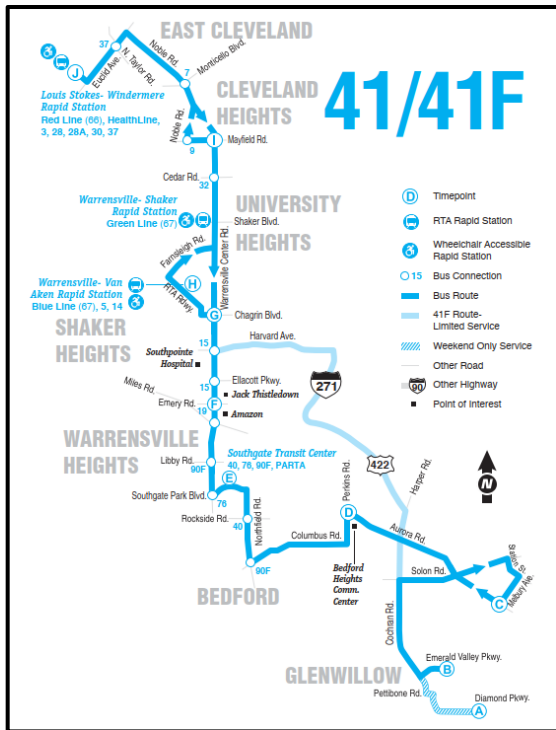 EAST CLEVELAND
41/41F
37
Noble Rd.
Monticello Blvd.
J
Euclid Ave.
N. Taylor Rd.
7
CLEVELAND
HEIGHTS
Louis Stokes- Windermere
Rapid Station
Red Line (66), HealthLine,
3, 28, 28A, 30, 37
Noble Rd.
9
I
Mayfield Rd.
Cedar Rd.
32
UNIVERSITY
HEIGHTS
Warrensville- Shaker
Rapid Station
Green Line (67)
Shaker Blvd.
Warrensville Center Rd.
Farnsleigh Rd.
RTA Rdwy.
H
Warrensville- Van
Aken Rapid Station
Blue Line (67), 5, 14
G
Chagrin Blvd.
SHAKER
HEIGHTS
Harvard Ave.
15
Southpointe
Hospital
15
Ellacott Pkwy.
Jack Thistledown
Miles Rd.
Emery Rd.
F
19
Amazon
271
WARRENSVILLE
HEIGHTS
Libby Rd.
90F
Southgate Transit Center
40, 76, 90F, PARTA
E
Southgate Park Blvd.
76
Rockside Rd.
40
Northfield Rd.
422
Harper Rd.
Perkins Rd.
D
Columbus Rd.
Aurora Rd.
90F
BEDFORD
Bedford
Heights
Comm.
Center
Solon Rd.
Station St.
Melbury Ave.
C
Cochran Rd.
Emerald Valley Pkwy.
B
GLENWILLOW
Pettibone Rd.
Diamond Pkwy.
A
D Timepoint
RTA Rapid Station
Wheelchair Accessible
Rapid Station
15 Bus Connection
Bus Route
41F Route-
Limited Service
Weekend Only Service
Other Road
90 Other Highway
Point of Interest
N